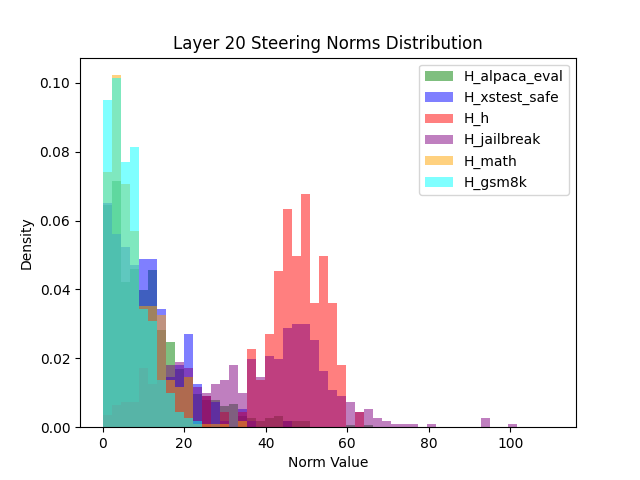 Layer 20 Steering Norms Distribution
H_alpaca_eval
H_xstest_safe
H_h
H_jailbreak
H_math
H_gsm8k
0.10
0.08
0.06
0.04
0.02
0.00
Density
0 20 40 60 80 100
Norm Value